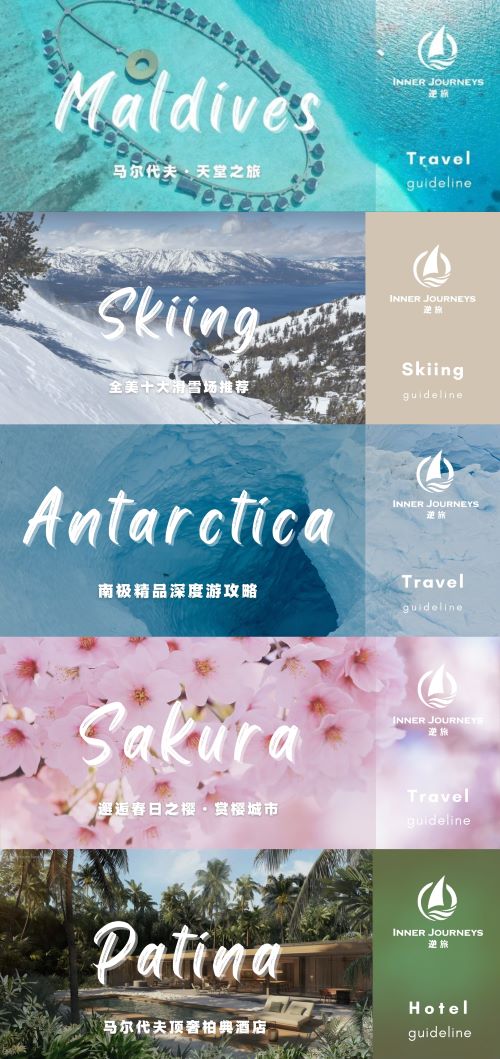 Maldives
马尔代夫·天堂之旅
INNER JOURNEYS
逆旅
Travel
guideline
Skiing
全美十大滑雪场推荐
INNER JOURNEYS
逆旅
Skiing
guideline
Antarctica
南极精品深度游攻略
INNER JOURNEYS
逆旅
Travel
guideline
Sakura
邂逅春日之樱·赏樱城市
INNER JOURNEYS
逆旅
Travel
guideline
Patina
马尔代夫顶奢柏典酒店
INNER JOURNEYS
逆旅
Hotel
guideline